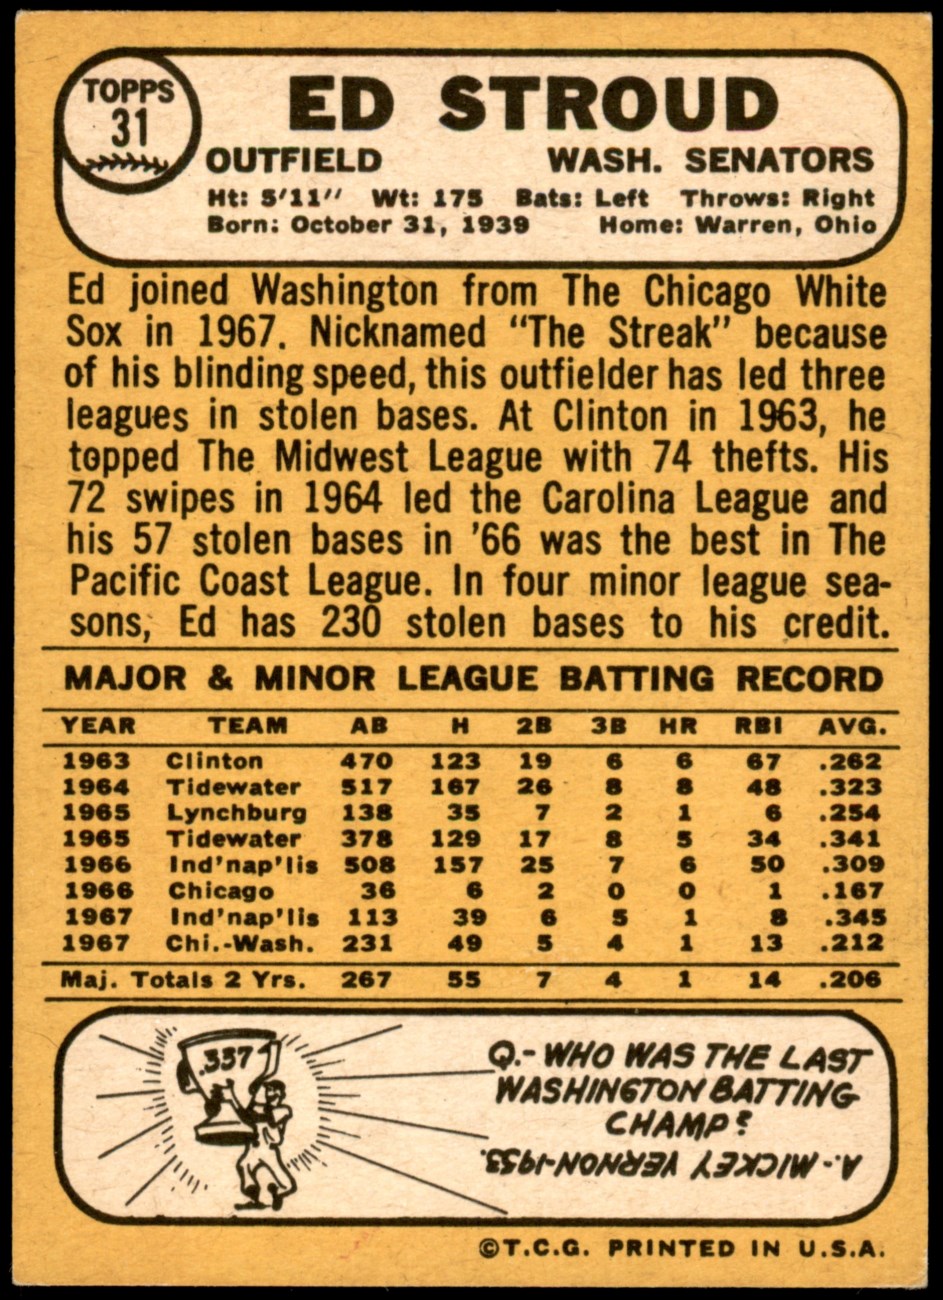 TOPPS
31
ED STROUD
OUTFIELD WASH. SENATORS
Ht: 5'11" Wt: 175 Bats: Left Throws: Right
Born: October 31, 1939 Home: Warren, Ohio
Ed joined Washington from The Chicago White
Sox in 1967. Nicknamed "The Streak" because
of his blinding speed, this outfielder has led three
leagues in stolen bases. At Clinton in 1963, he
topped The Midwest League with 74 thefts. His
72 swipes in 1964 led the Carolina League and
his 57 stolen bases in '66 was the best in The
Pacific Coast League. In four minor league sea-
sons, Ed has 230 stolen bases to his credit.
MAJOR & MINOR LEAGUE BATTING RECORD
YEAR TEAM AB H 2B 3B HR RBI AVG.
1963 Clinton 470 123 19 6 6 67 .262
1964 Tidewater 517 167 26 8 8 48 .323
1965 Lynchburg 138 35 7 2 1 6 .254
1965 Tidewater 378 129 17 8 5 34 .341
1966 Ind'nap'lis 508 157 25 7 6 50 .309
1966 Chicago 36 6 2 0 0 1 .167
1967 Ind'nap'lis 113 39 6 5 1 8 .345
1967 Chi.-Wash. 231 49 5 4 1 13 .212
Maj. Totals 2 Yrs. 267 55 7 4 1 14 .206
.337
Q.- WHO WAS THE LAST
WASHINGTON BATTING
CHAMP?
A.- MICKEY VERNON-1953.
©T.C.G. PRINTED IN U.S.A.